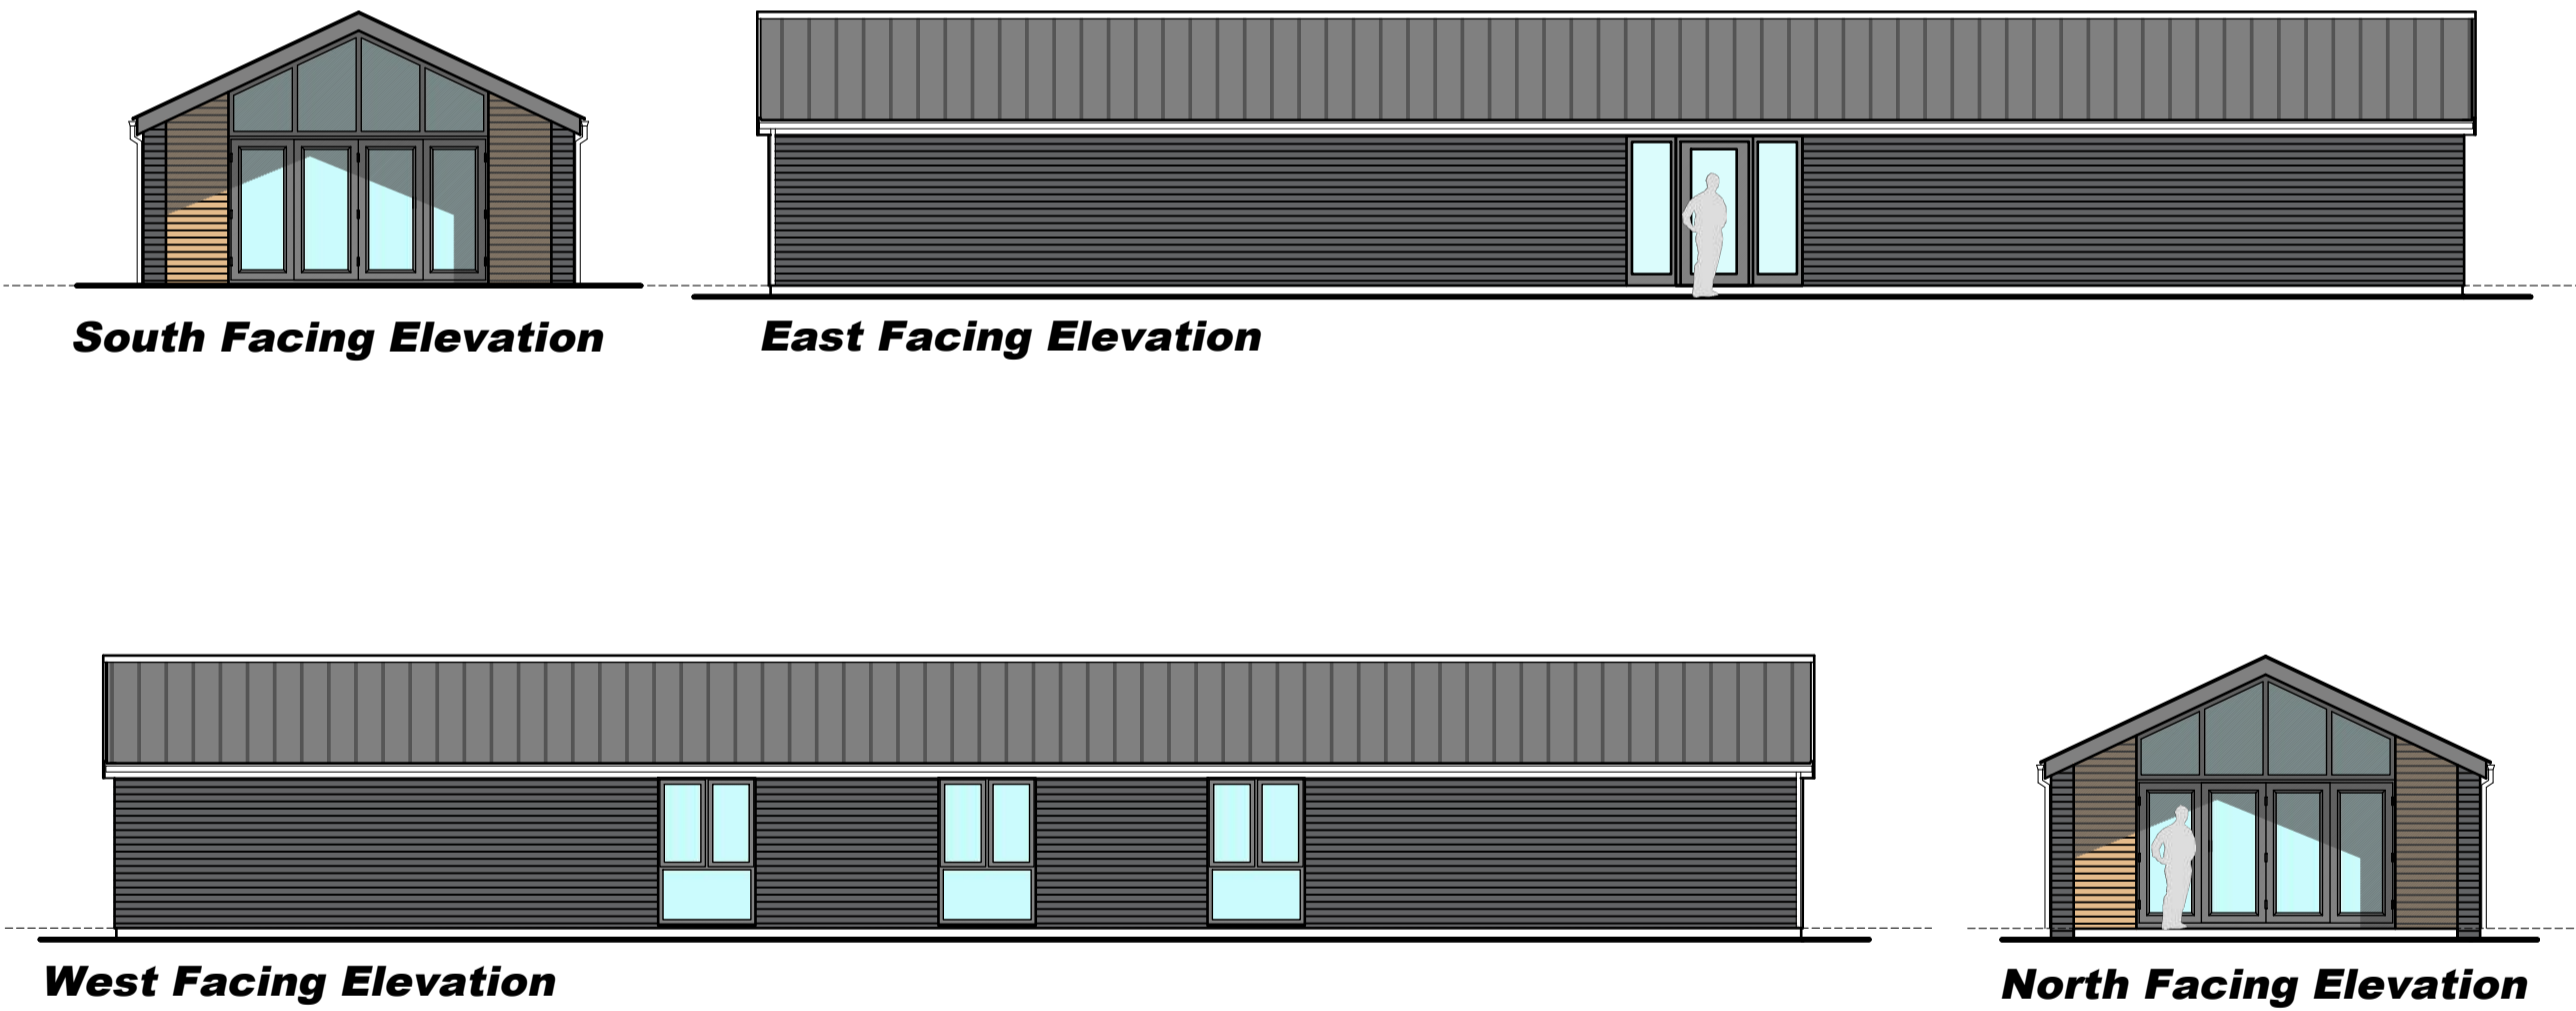 South Facing Elevation
East Facing Elevation
West Facing Elevation
North Facing Elevation